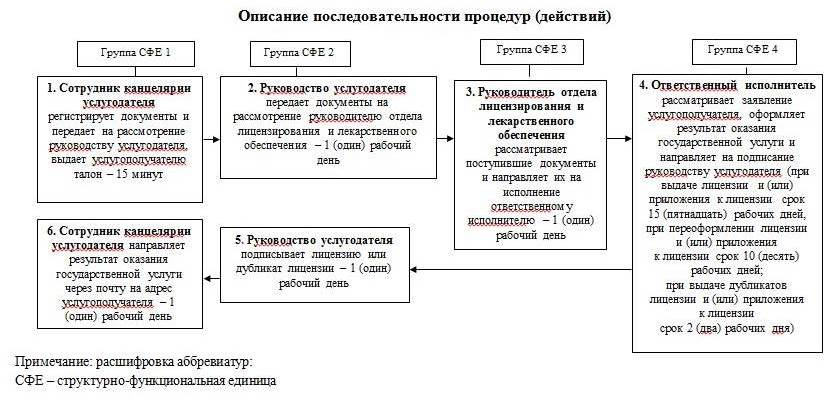 Описание последовательности процедур (действий)
Группа СФЕ 1
Группа СФЕ 2
Группа СФЕ 3
Группа СФЕ 4
1. Сотрудник канцелярии
услугодателя
регистрирует документы и
передает на рассмотрение
руководству услугодателя,
выдает услугополучателю
талон – 15 минут
2. Руководство услугодателя
передает документы на
рассмотрение руководителю отдела
лицензирования и лекарственного
обеспечения – 1 (один) рабочий
день
3. Руководитель отдела
лицензирования и
лекарственного
обеспечения
рассматривает
поступившие документы
и направляет их на
исполнение
ответственному
исполнителю – 1 (один)
рабочий день
4. Ответственный исполнитель
рассматривает заявление
услугополучателя, оформляет
результат оказания
государственной услуги и
направляет на подписание
руководству услугодателя (при
выдаче лицензии и (или)
приложения к лицензии срок
15 (пятнадцать) рабочих дней,
при переоформлении лицензии
и (или) приложения
к лицензии срок 10 (десять)
рабочих дней;
при выдаче дубликатов
лицензии и (или) приложения
к лицензии
срок 2 (два) рабочих дня)
5. Руководство услугодателя
подписывает лицензию или
дубликат лицензии – 1 (один)
рабочий день
6. Сотрудник канцелярии
услугодателя направляет
результат оказания
государственной услуги
через почту на адрес
услугополучателя – 1
(один) рабочий день
Примечание: расшифровка аббревиатур:
СФЕ – структурно-функциональная единица